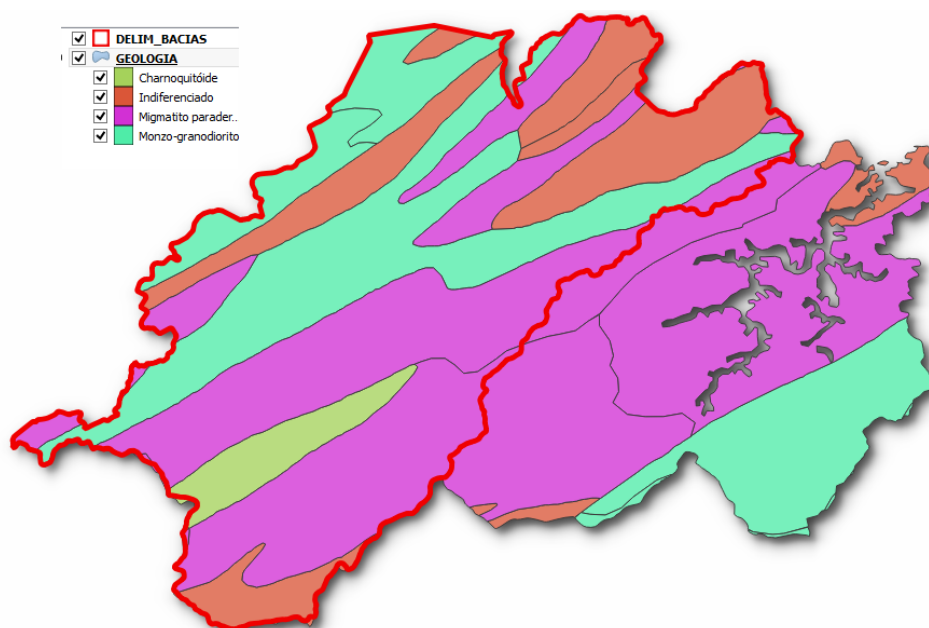 DELIM_BACIAS
GEOLOGIA
Charnoquitóide
Indiferenciado
Migmatito parader..
Monzo-granodiorito